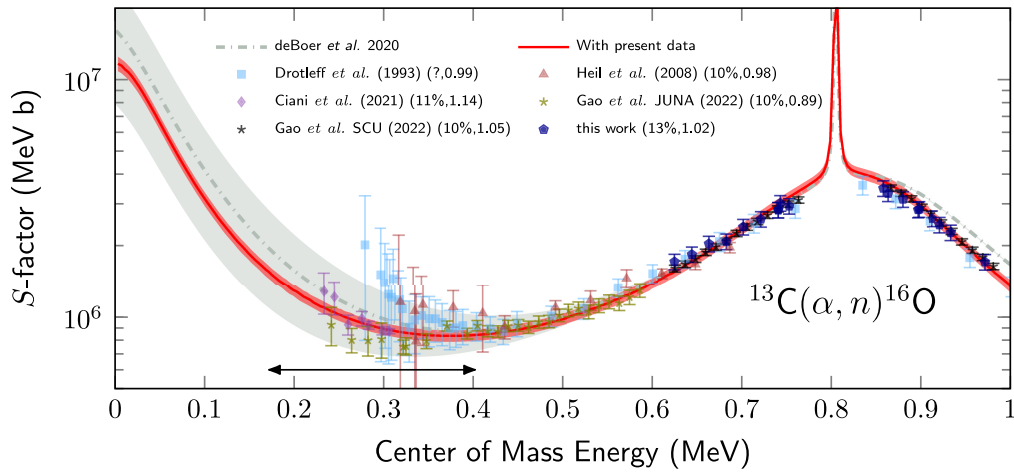 10⁷
10⁶
S-factor (MeV b)
deBoer et al. 2020
With present data
Drotleff et al. (1993) (?,0.99)
Heil et al. (2008) (10%,0.98)
Ciani et al. (2021) (11%,1.14)
Gao et al. JUNA (2022) (10%,0.89)
Gao et al. SCU (2022) (10%,1.05)
this work (13%,1.02)
¹³C(α, n)¹⁶O
0 0.1 0.2 0.3 0.4 0.5 0.6 0.7 0.8 0.9 1
Center of Mass Energy (MeV)